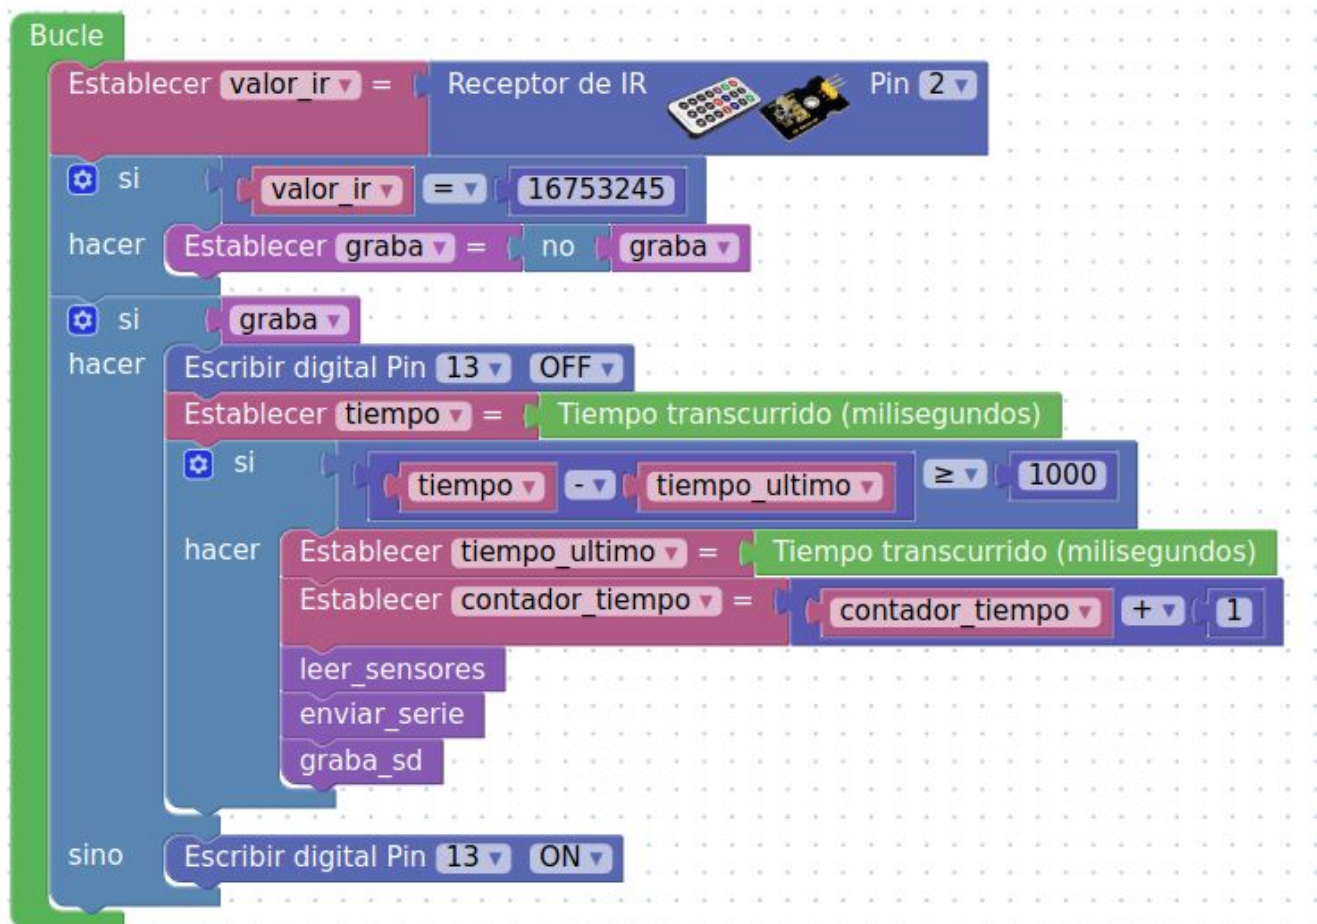 Bucle
Establecer valor_ir = Receptor de IR Pin 2
si valor_ir = 16753245
hacer Establecer graba = no graba
si graba
hacer Escribir digital Pin 13 OFF
Establecer tiempo = Tiempo transcurrido (milisegundos)
si tiempo - tiempo_ultimo ≥ 1000
hacer Establecer tiempo_ultimo = Tiempo transcurrido (milisegundos)
Establecer contador_tiempo = contador_tiempo + 1
leer_sensores
enviar_serie
graba_sd
sino Escribir digital Pin 13 ON